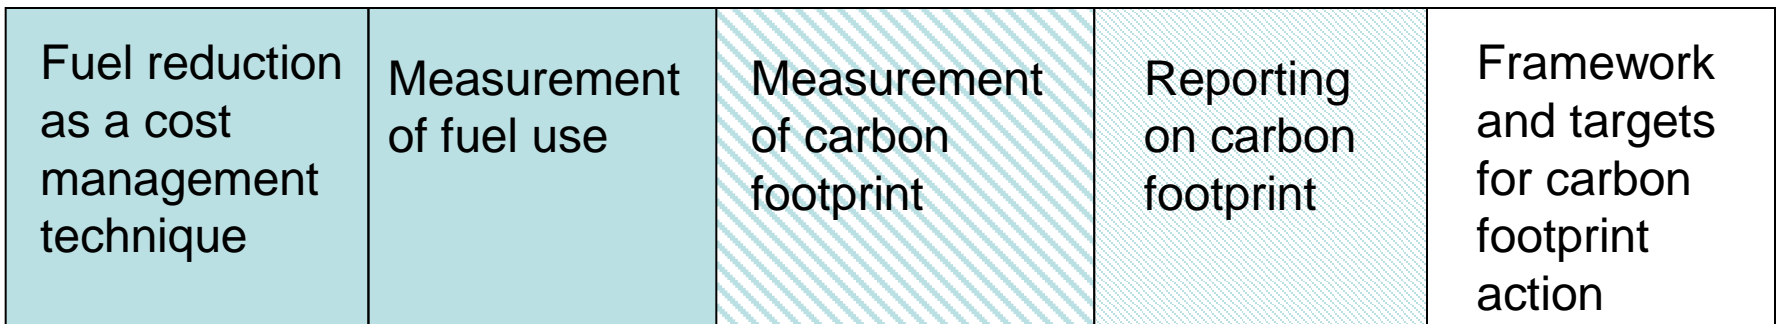 Fuel reduction
as a cost
management
technique
Measurement
of fuel use
Measurement
of carbon
footprint
Reporting
on carbon
footprint
Framework
and targets
for carbon
footprint
action